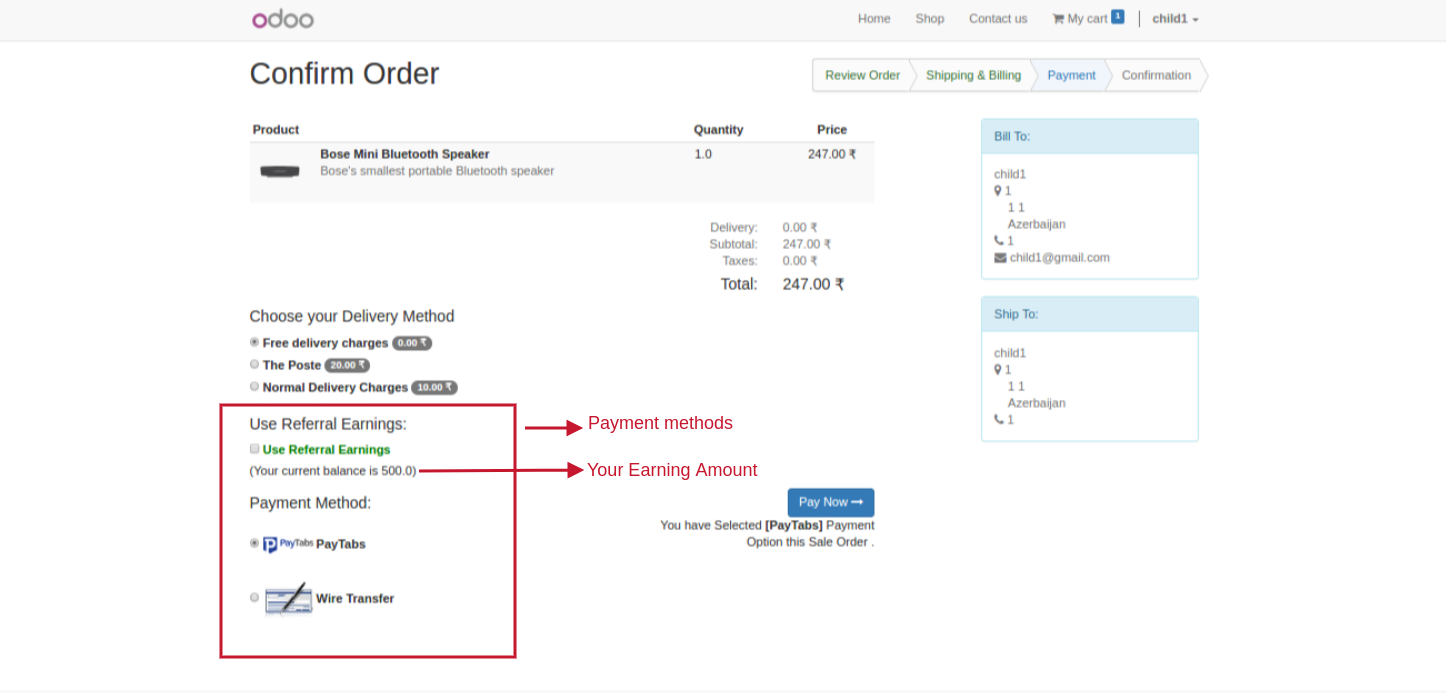 odoo
Home Shop Contact us My cart 1 child1
Confirm Order
Review Order Shipping & Billing Payment Confirmation
Product Quantity Price
Bose Mini Bluetooth Speaker 1.0 247.00 ₹
Bose's smallest portable Bluetooth speaker
Delivery: 0.00 ₹
Subtotal: 247.00 ₹
Taxes: 0.00 ₹
Total: 247.00 ₹
Choose your Delivery Method
Free delivery charges 0.00 ₹
The Poste 20.00 ₹
Normal Delivery Charges 10.00 ₹
Use Referral Earnings:
Use Referral Earnings
(Your current balance is 500.0)
Payment methods
Your Earning Amount
Payment Method:
PayTabs PayTabs
Wire Transfer
Pay Now
You have Selected [PayTabs] Payment
Option this Sale Order .
Bill To:
child1
1
1 1
Azerbaijan
1
child1@gmail.com
Ship To:
child1
1
1 1
Azerbaijan
1